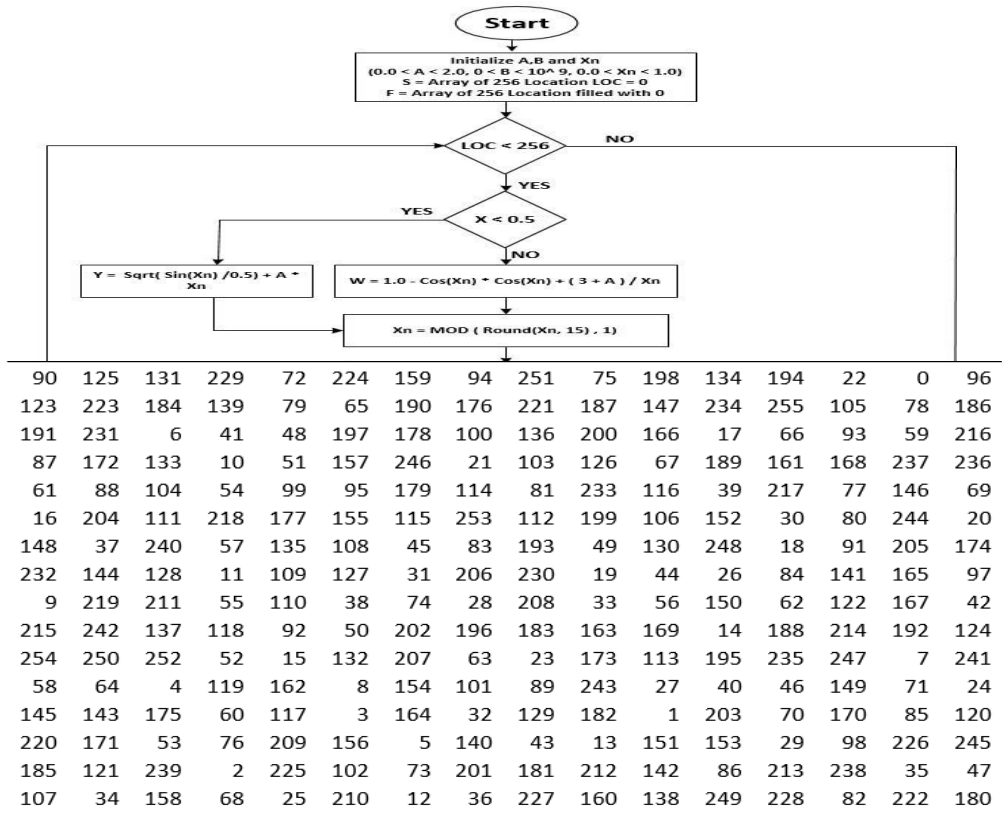 Start
Initialize A,B and Xn
(0.0 < A < 2.0, 0 < B < 10^ 9, 0.0 < Xn < 1.0)
S = Array of 256 Location LOC = 0
F = Array of 256 Location filled with 0
LOC < 256
NO
YES
YES
X < 0.5
NO
Y = Sqrt( Sin(Xn) /0.5) + A *
Xn
W = 1.0 - Cos(Xn) * Cos(Xn) + ( 3 + A ) / Xn
Xn = MOD ( Round(Xn, 15) , 1)
90 125 131 229 72 224 159 94 251 75 198 134 194 22 0 96
123 223 184 139 79 65 190 176 221 187 147 234 255 105 78 186
191 231 6 41 48 197 178 100 136 200 166 17 66 93 59 216
87 172 133 10 51 157 246 21 103 126 67 189 161 168 237 236
61 88 104 54 99 95 179 114 81 233 116 39 217 77 146 69
16 204 111 218 177 155 115 253 112 199 106 152 30 80 244 20
148 37 240 57 135 108 45 83 193 49 130 248 18 91 205 174
232 144 128 11 109 127 31 206 230 19 44 26 84 141 165 97
9 219 211 55 110 38 74 28 208 33 56 150 62 122 167 42
215 242 137 118 92 50 202 196 183 163 169 14 188 214 192 124
254 250 252 52 15 132 207 63 23 173 113 195 235 247 7 241
58 64 4 119 162 8 154 101 89 243 27 40 46 149 71 24
145 143 175 60 117 3 164 32 129 182 1 203 70 170 85 120
220 171 53 76 209 156 5 140 43 13 151 153 29 98 226 245
185 121 239 2 225 102 73 201 181 212 142 86 213 238 35 47
107 34 158 68 25 210 12 36 227 160 138 249 228 82 222 180